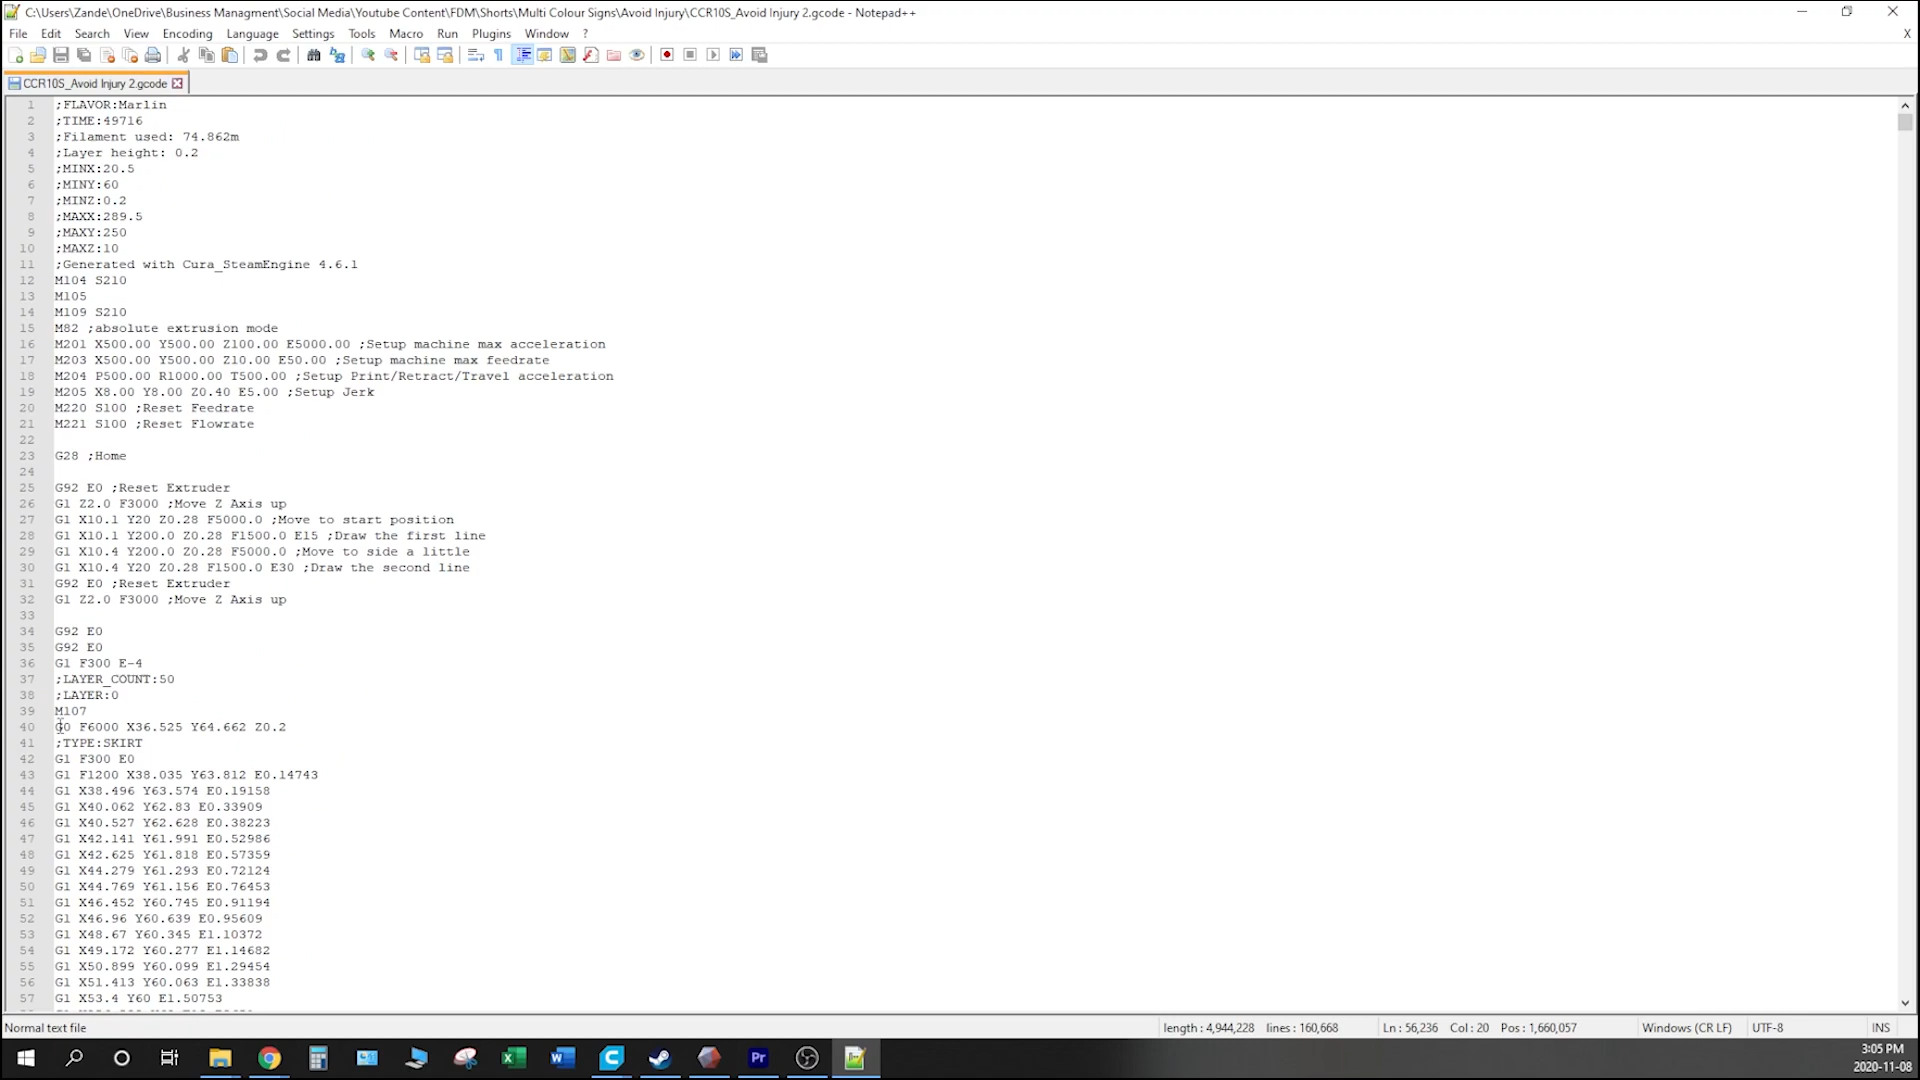 C:\Users\Zande\OneDrive\Business Managment\Social Media\Youtube Content\FDM\Shorts\Multi Colour Signs\Avoid Injury\CCR10S_Avoid Injury 2.gcode - Notepad++
File Edit Search View Encoding Language Settings Tools Macro Run Plugins Window ? X
CCR10S_Avoid Injury 2.gcode
1 ;FLAVOR:Marlin
2 ;TIME:49716
3 ;Filament used: 74.862m
4 ;Layer height: 0.2
5 ;MINX:20.5
6 ;MINY:60
7 ;MINZ:0.2
8 ;MAXX:289.5
9 ;MAXY:250
10 ;MAXZ:10
11 ;Generated with Cura_SteamEngine 4.6.1
12 M104 S210
13 M105
14 M109 S210
15 M82 ;absolute extrusion mode
16 M201 X500.00 Y500.00 Z100.00 E5000.00 ;Setup machine max acceleration
17 M203 X500.00 Y500.00 Z10.00 E50.00 ;Setup machine max feedrate
18 M204 P500.00 R1000.00 T500.00 ;Setup Print/Retract/Travel acceleration
19 M205 X8.00 Y8.00 Z0.40 E5.00 ;Setup Jerk
20 M220 S100 ;Reset Feedrate
21 M221 S100 ;Reset Flowrate
22
23 G28 ;Home
24
25 G92 E0 ;Reset Extruder
26 G1 Z2.0 F3000 ;Move Z Axis up
27 G1 X10.1 Y20 Z0.28 F5000.0 ;Move to start position
28 G1 X10.1 Y200.0 Z0.28 F1500.0 E15 ;Draw the first line
29 G1 X10.4 Y200.0 Z0.28 F5000.0 ;Move to side a little
30 G1 X10.4 Y20 Z0.28 F1500.0 E30 ;Draw the second line
31 G92 E0 ;Reset Extruder
32 G1 Z2.0 F3000 ;Move Z Axis up
33
34 G92 E0
35 G92 E0
36 G1 F300 E-4
37 ;LAYER_COUNT:50
38 ;LAYER:0
39 M107
40 G0 F6000 X36.525 Y64.662 Z0.2
41 ;TYPE:SKIRT
42 G1 F300 E0
43 G1 F1200 X38.035 Y63.812 E0.14743
44 G1 X38.496 Y63.574 E0.19158
45 G1 X40.062 Y62.83 E0.33909
46 G1 X40.527 Y62.628 E0.38223
47 G1 X42.141 Y61.991 E0.52986
48 G1 X42.625 Y61.818 E0.57359
49 G1 X44.279 Y61.293 E0.72124
50 G1 X44.769 Y61.156 E0.76453
51 G1 X46.452 Y60.745 E0.91194
52 G1 X46.96 Y60.639 E0.95609
53 G1 X48.67 Y60.345 E1.10372
54 G1 X49.172 Y60.277 E1.14682
55 G1 X50.899 Y60.099 E1.29454
56 G1 X51.413 Y60.063 E1.33838
57 G1 X53.4 Y60 E1.50753
Normal text file length : 4,944,228 lines : 160,668 Ln : 56,236 Col : 20 Pos : 1,660,057 Windows (CR LF) UTF-8 INS
3:05 PM
2020-11-08